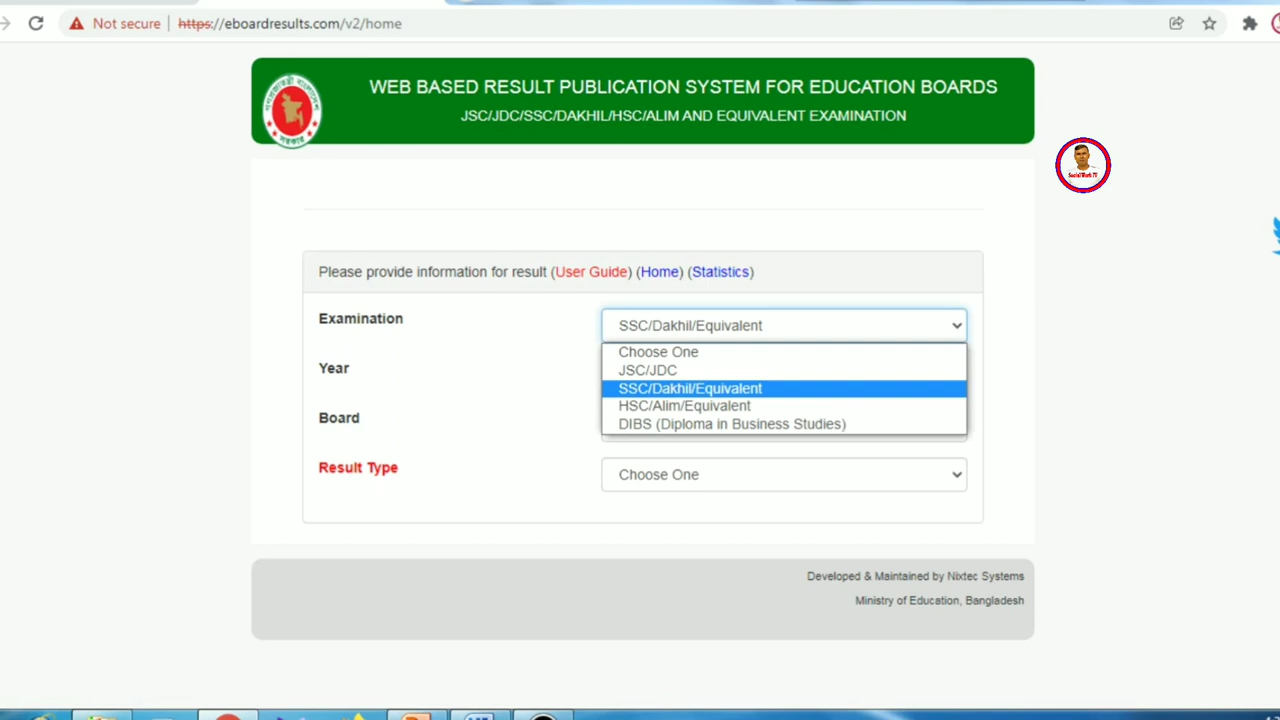 Not secure | https://eboardresults.com/v2/home
WEB BASED RESULT PUBLICATION SYSTEM FOR EDUCATION BOARDS
JSC/JDC/SSC/DAKHIL/HSC/ALIM AND EQUIVALENT EXAMINATION
Social Work TV
Please provide information for result (User Guide) (Home) (Statistics)
Examination
SSC/Dakhil/Equivalent
Choose One
JSC/JDC
SSC/Dakhil/Equivalent
HSC/Alim/Equivalent
DIBS (Diploma in Business Studies)
Year
Board
Result Type
Choose One
Developed & Maintained by Nixtec Systems
Ministry of Education, Bangladesh